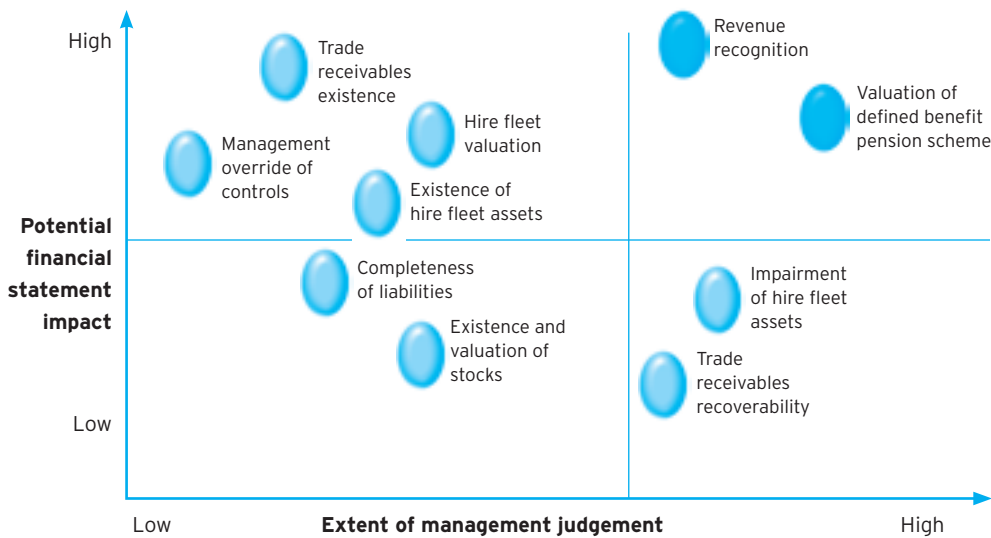 High
Trade
receivables
existence
Revenue
recognition
Valuation of
defined benefit
pension scheme
Hire fleet
valuation
Management
override of
controls
Existence of
hire fleet assets
Potential
financial
statement
impact
Completeness
of liabilities
Impairment
of hire fleet
assets
Existence and
valuation of
stocks
Trade
receivables
recoverability
Low
Low
Extent of management judgement
High